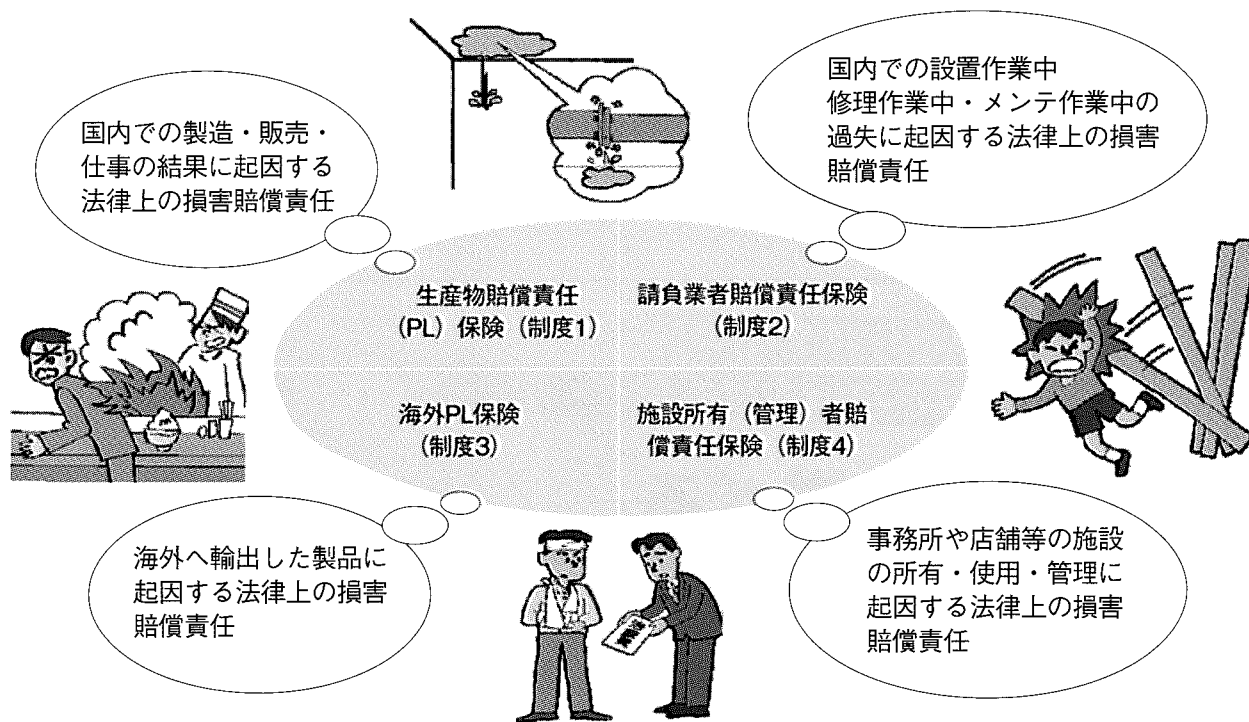 国内での製造・販売・
仕事の結果に起因する
法律上の損害賠償責任
国内での設置作業中
修理作業中・メンテ作業中の
過失に起因する法律上の損害
賠償責任
生産物賠償責任
(PL)保険(制度1)
請負業者賠償責任保険
(制度2)
海外PL保険
(制度3)
施設所有(管理)者賠
償責任保険(制度4)
海外へ輸出した製品に
起因する法律上の損害
賠償責任
事務所や店舗等の施設
の所有・使用・管理に
起因する法律上の損害
賠償責任